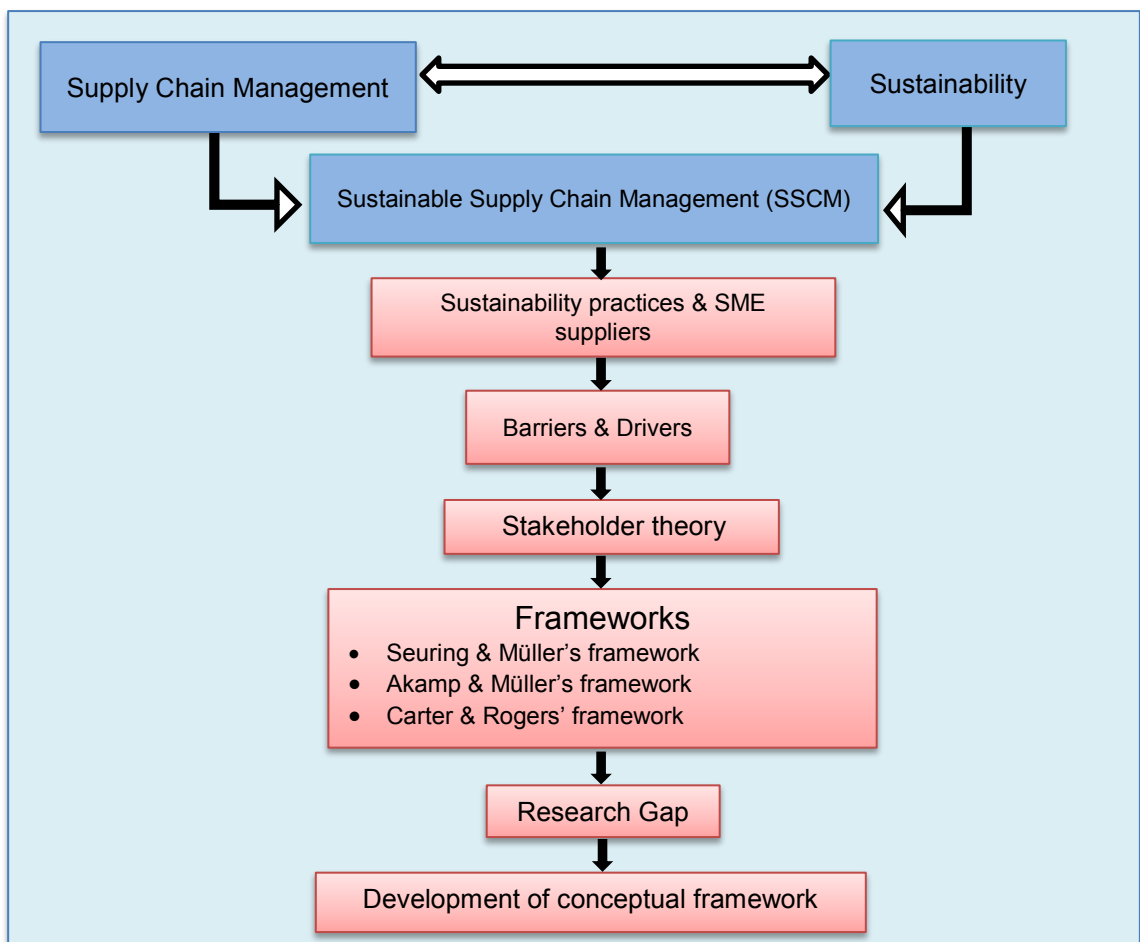 Supply Chain Management
Sustainability
Sustainable Supply Chain Management (SSCM)
Sustainability practices & SME
suppliers
Barriers & Drivers
Stakeholder theory
Frameworks
• Seuring & Müller’s framework
• Akamp & Müller’s framework
• Carter & Rogers’ framework
Research Gap
Development of conceptual framework